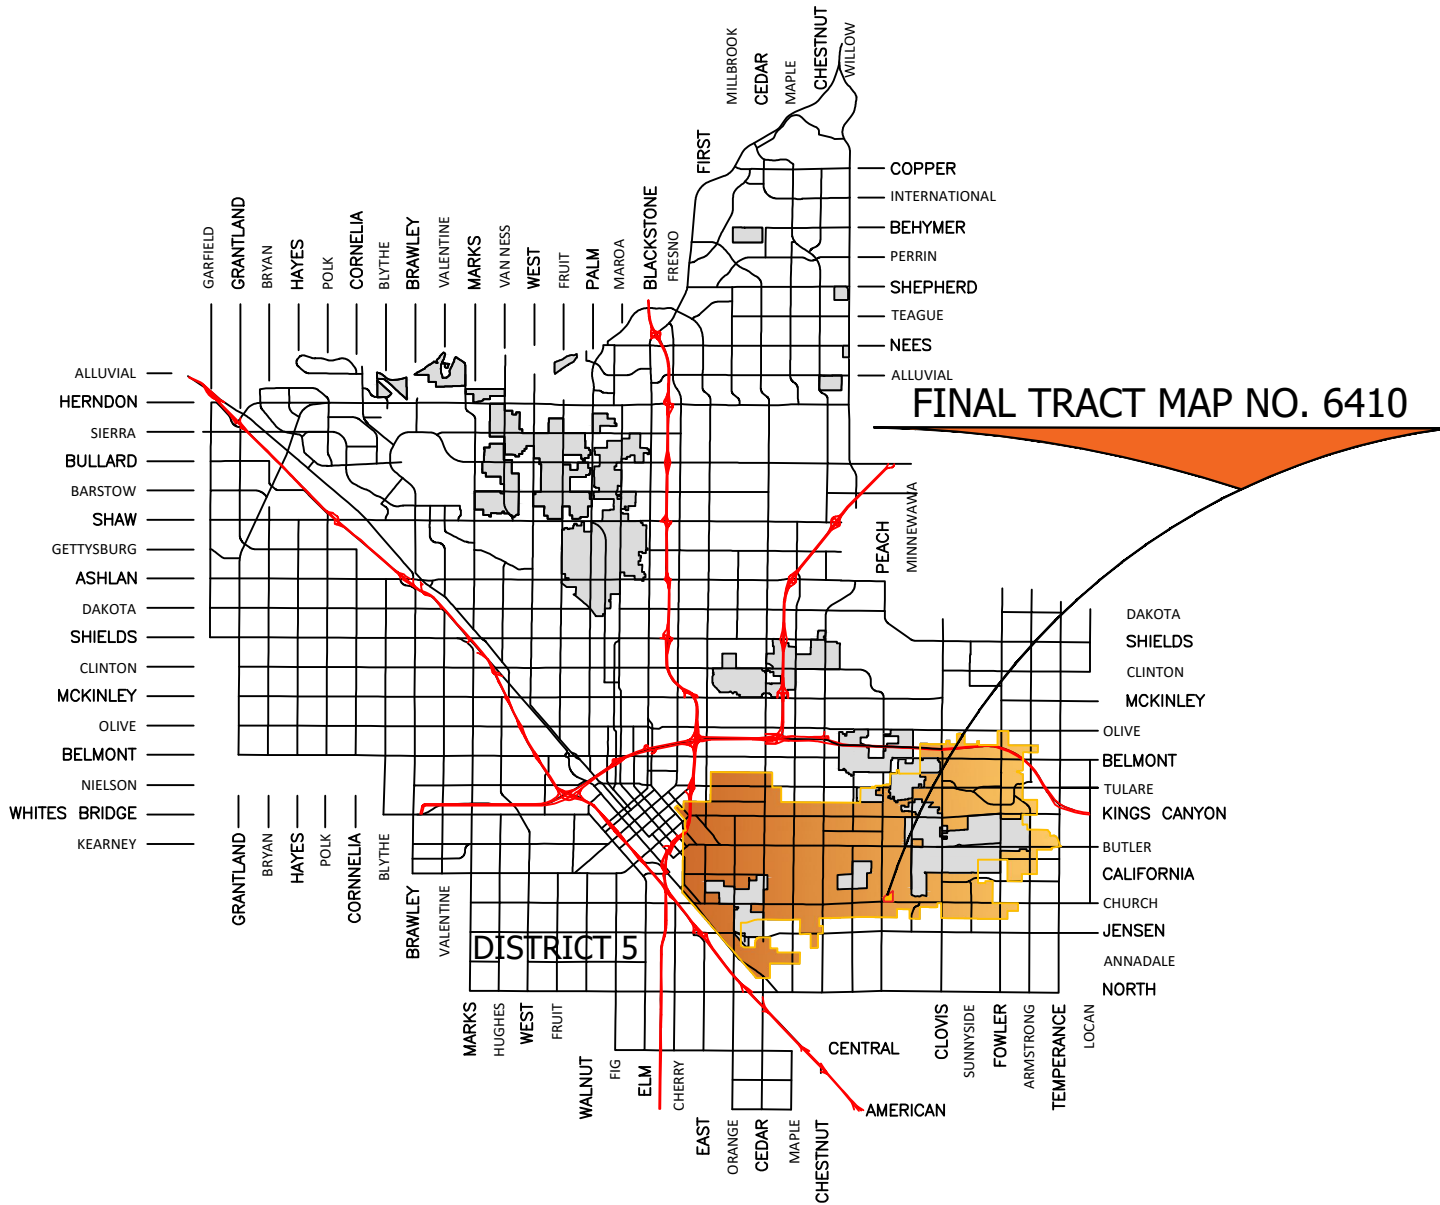 MILLBROOK
CEDAR
MAPLE
CHESTNUT
WILLOW
FIRST
COPPER
INTERNATIONAL
BEHYMER
PERRIN
SHEPHERD
TEAGUE
NEES
ALLUVIAL
GARFIELD
GRANTLAND
BRYAN
HAYES
POLK
CORNELIA
BLYTHE
BRAWLEY
VALENTINE
MARKS
VAN NESS
WEST
FRUIT
PALM
MAROA
BLACKSTONE
FRESNO
FINAL TRACT MAP NO. 6410
ALLUVIAL
HERNDON
SIERRA
BULLARD
BARSTOW
SHAW
GETTYSBURG
ASHLAN
DAKOTA
SHIELDS
CLINTON
MCKINLEY
OLIVE
BELMONT
NIELSON
WHITES BRIDGE
KEARNEY
PEACH
MINNEWAWA
DAKOTA
SHIELDS
CLINTON
MCKINLEY
OLIVE
BELMONT
TULARE
KINGS CANYON
BUTLER
CALIFORNIA
CHURCH
JENSEN
ANNADALE
NORTH
GRANTLAND
BRYAN
HAYES
POLK
CORNNELIA
BLYTHE
BRAWLEY
VALENTINE
DISTRICT 5
MARKS
HUGHES
WEST
FRUIT
WALNUT
FIG
ELM
CHERRY
EAST
ORANGE
CEDAR
MAPLE
CHESTNUT
CENTRAL
AMERICAN
CLOVIS
SUNNYSIDE
FOWLER
ARMSTRONG
TEMPERANCE
LOCAN